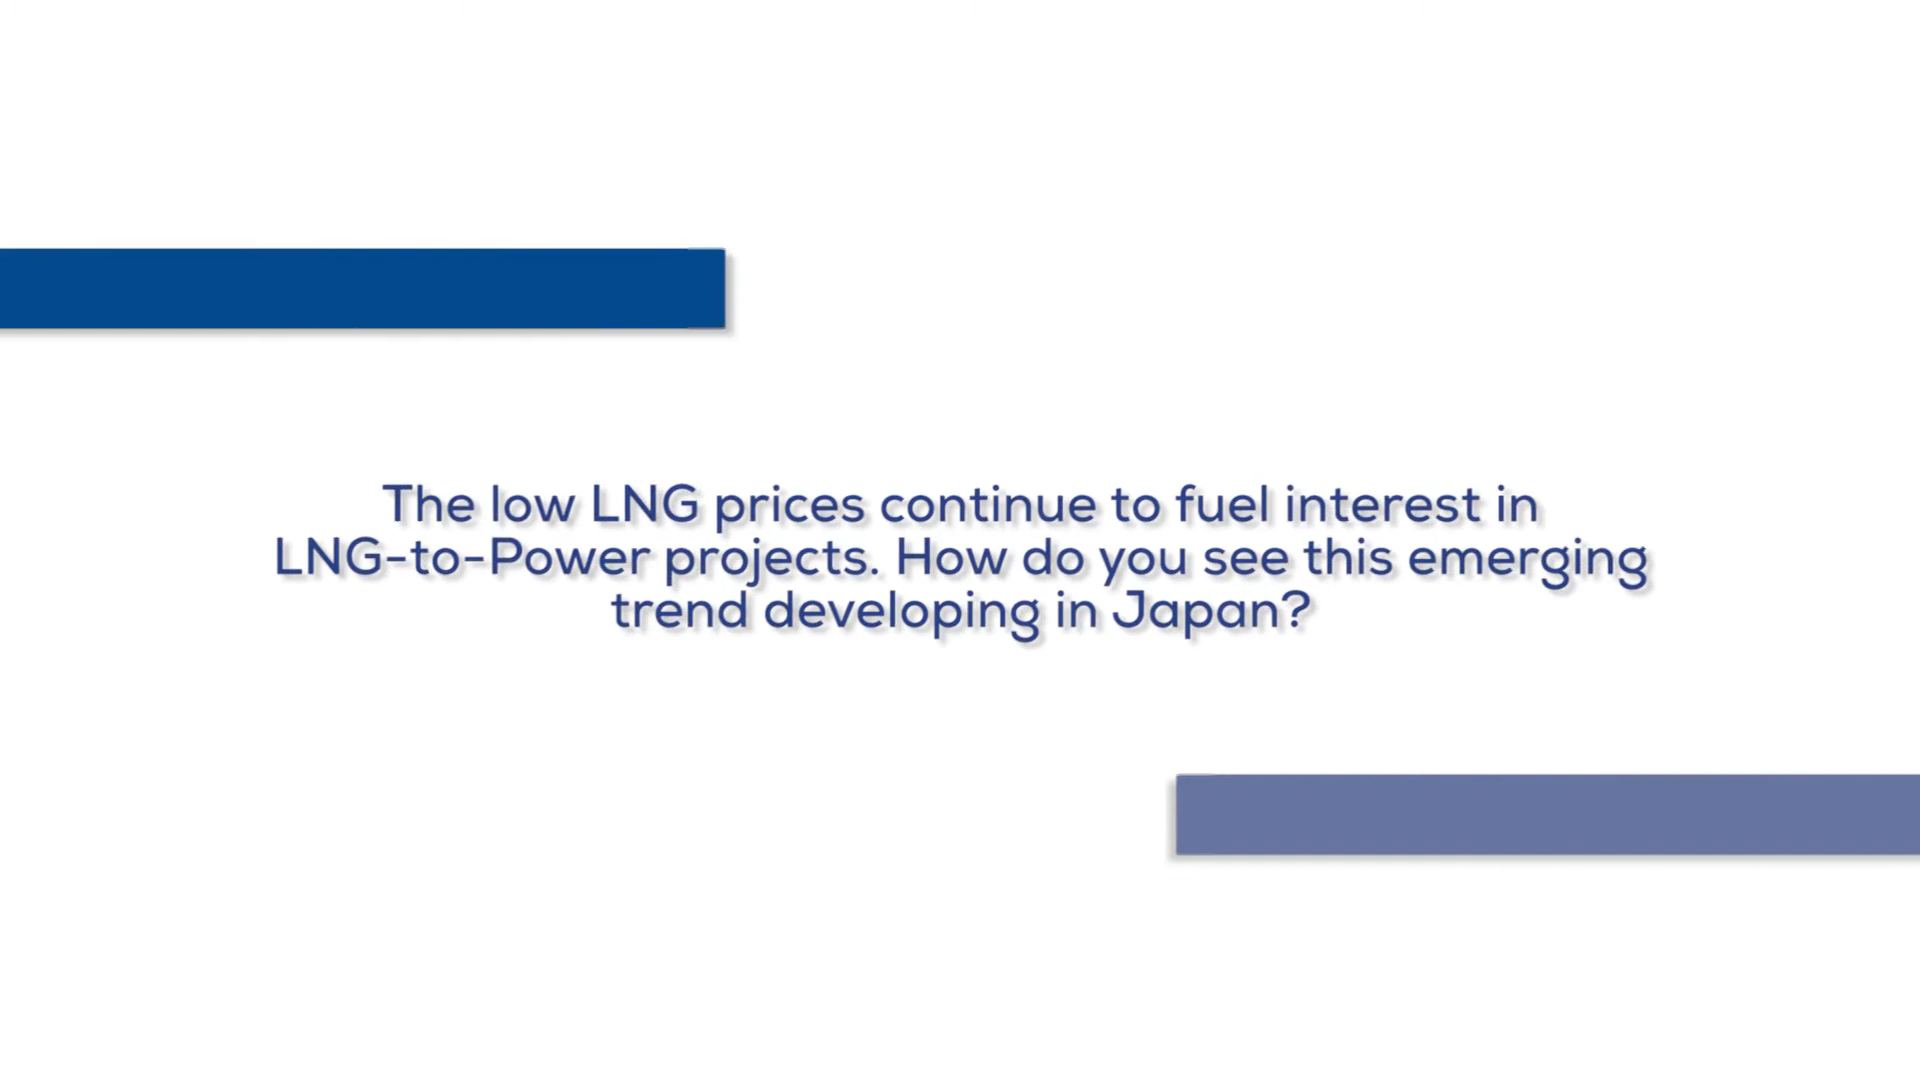 The low LNG prices continue to fuel interest in
LNG-to-Power projects. How do you see this emerging
trend developing in Japan?